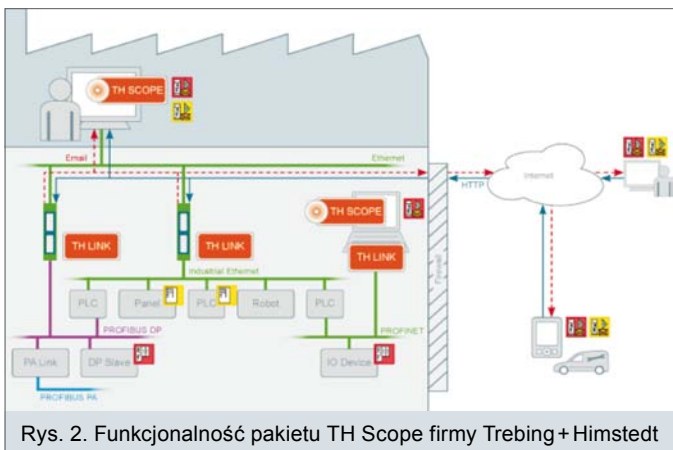 TH SCOPE
Email
Ethernet
Internet
HTTP
TH SCOPE
TH LINK
TH LINK
TH LINK
Industrial Ethernet
Firewall
PLC
Panel
PLC
Robot
PLC
PROFIBUS DP
PROFINET
PA Link
DP Slave
IO Device
PROFIBUS PA
Rys. 2. Funkcjonalność pakietu TH Scope firmy Trebing+Himstedt